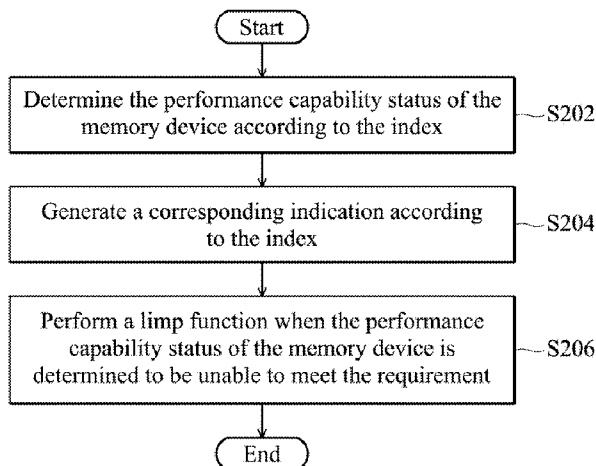 Start
Determine the performance capability status of the
memory device according to the index
S202
Generate a corresponding indication according
to the index
S204
Perform a limp function when the performance
capability status of the memory device is
determined to be unable to meet the requirement
S206
End